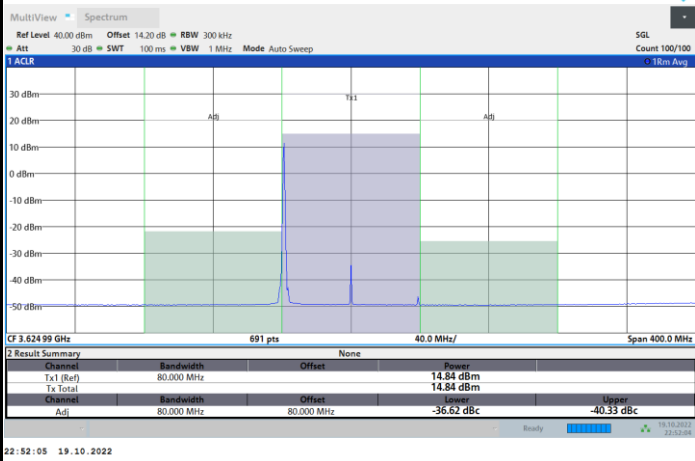 MultiView Spectrum
Ref Level 40.00 dBm Offset 14.20 dB RBW 300 kHz SGL
Att 30 dB SWT 100 ms VBW 1 MHz Mode Auto Sweep Count 100/100
1 ACLR 1Rm Avg
30 dBm
Tx1
20 dBm
Adj Adj
10 dBm
0 dBm
-10 dBm
-20 dBm
-30 dBm
-40 dBm
-50 dBm
CF 3.624 99 GHz 691 pts 40.0 MHz/ Span 400.0 MHz
2 Result Summary None
Channel Bandwidth Offset Power
Tx1 (Ref) 80.000 MHz 14.84 dBm
Tx Total 14.84 dBm
Channel Bandwidth Offset Lower Upper
Adj 80.000 MHz 80.000 MHz -36.62 dBc -40.33 dBc
Ready 19.10.2022
22:52:04
22:52:05 19.10.2022